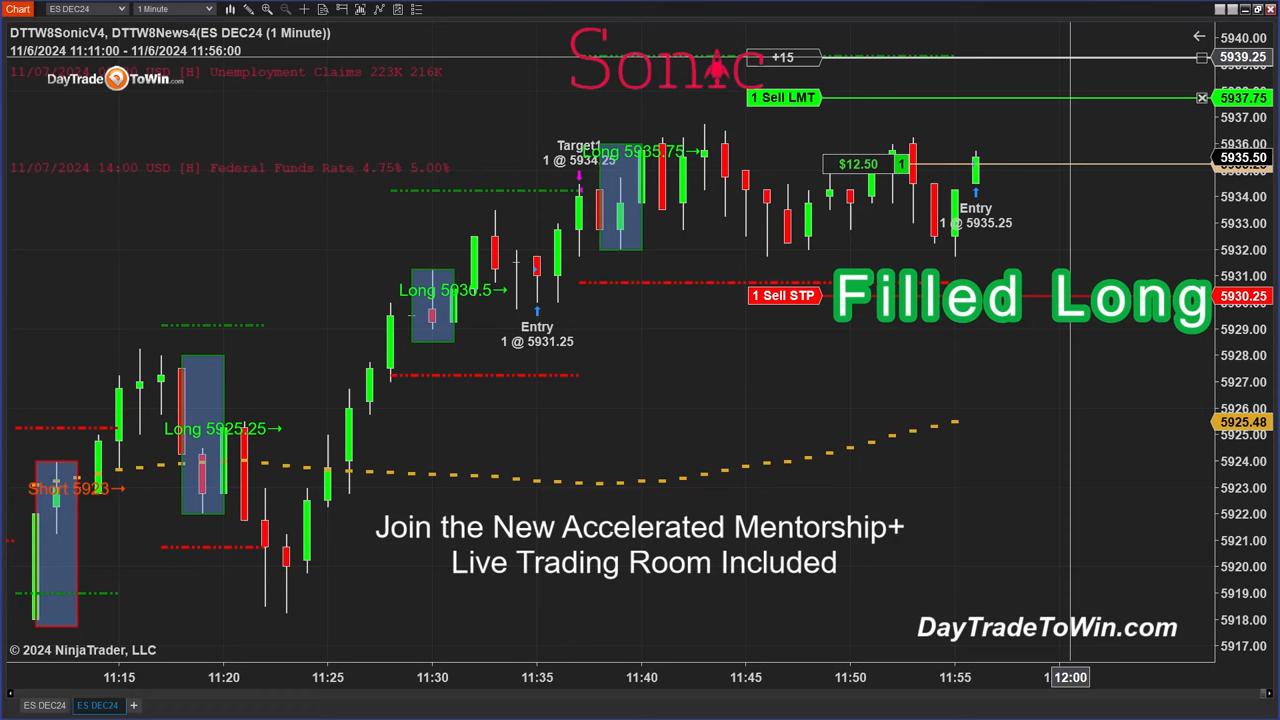 Chart ES DEC24 1 Minute
DTTW8SonicV4, DTTW8News4(ES DEC24 (1 Minute))
11/6/2024 11:11:00 - 11/6/2024 11:56:00
USD [H] Unemployment Claims 223K 216K
DayTradeToWin.com
11/07/2024 14:00 USD [H] Federal Funds Rate 4.75% 5.00%
Sonic
+15
1 Sell LMT
Target1
1 @ 5934.25
Long 5935.75→
$12.50 1
Entry
1 @ 5935.25
Long 5930.5→
Entry
1 @ 5931.25
1 Sell STP
Filled Long
Long 5925.25→
Short 5923→
Join the New Accelerated Mentorship+
Live Trading Room Included
DayTradeToWin.com
© 2024 NinjaTrader, LLC
5940.00
5939.25
5937.75
5937.00
5936.00
5935.50
5934.00
5933.00
5932.00
5931.00
5930.25
5929.00
5928.00
5927.00
5926.00
5925.48
5925.00
5924.00
5923.00
5922.00
5921.00
5920.00
5919.00
5918.00
5917.00
11:15 11:20 11:25 11:30 11:35 11:40 11:45 11:50 11:55 12:00
ES DEC24 ES DEC24 +